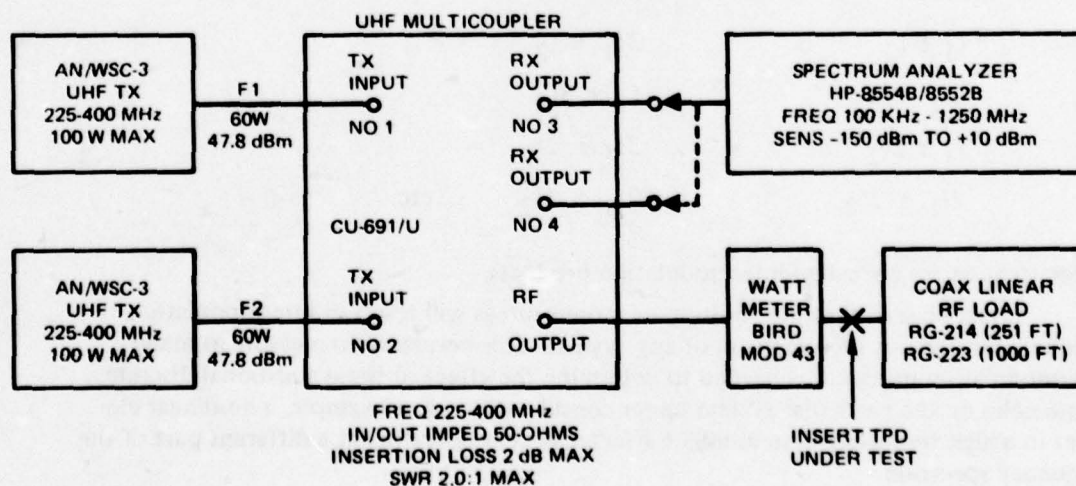 UHF MULTICOUPLER
AN/WSC-3
UHF TX
225-400 MHz
100 W MAX
F1
60W
47.8 dBm
TX
INPUT
NO 1
RX
OUTPUT
NO 3
RX
OUTPUT
NO 4
SPECTRUM ANALYZER
HP-8554B/8552B
FREQ 100 KHz - 1250 MHz
SENS -150 dBm TO +10 dBm
CU-691/U
AN/WSC-3
UHF TX
225-400 MHz
100 W MAX
F2
60W
47.8 dBm
TX
INPUT
NO 2
RF
OUTPUT
WATT
METER
BIRD
MOD 43
COAX LINEAR
RF LOAD
RG-214 (251 FT)
RG-223 (1000 FT)
FREQ 225-400 MHz
IN/OUT IMPED 50-OHMS
INSERTION LOSS 2 dB MAX
SWR 2.0:1 MAX
INSERT TPD
UNDER TEST